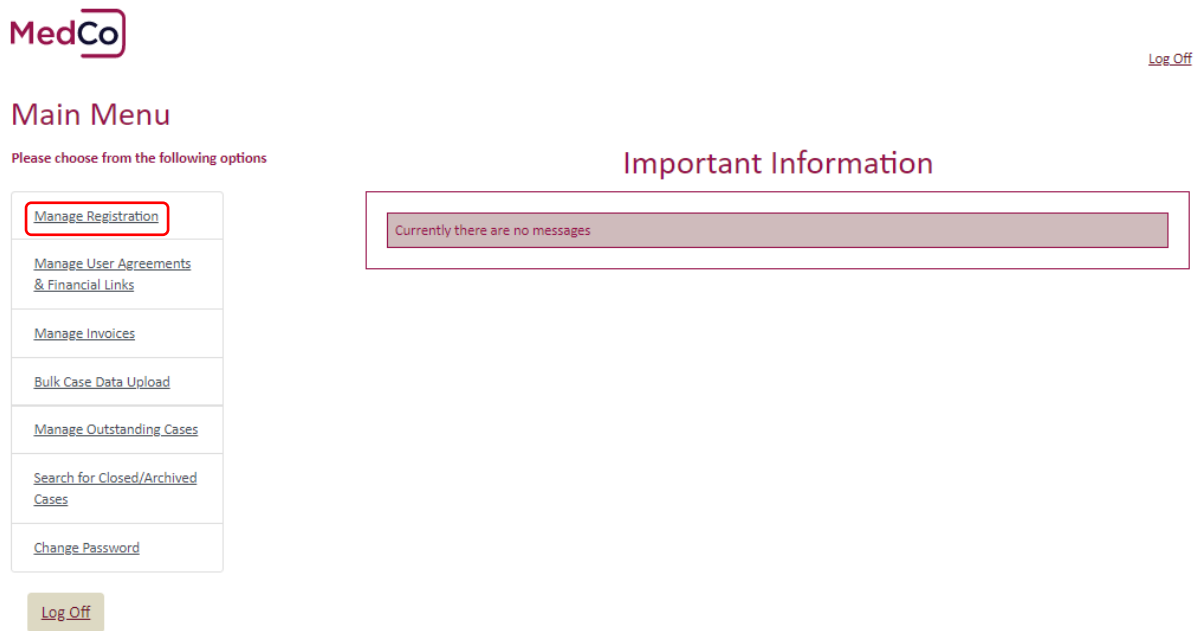 MedCo
Log Off
Main Menu
Please choose from the following options
Important Information
Manage Registration
Currently there are no messages
Manage User Agreements
& Financial Links
Manage Invoices
Bulk Case Data Upload
Manage Outstanding Cases
Search for Closed/Archived
Cases
Change Password
Log Off